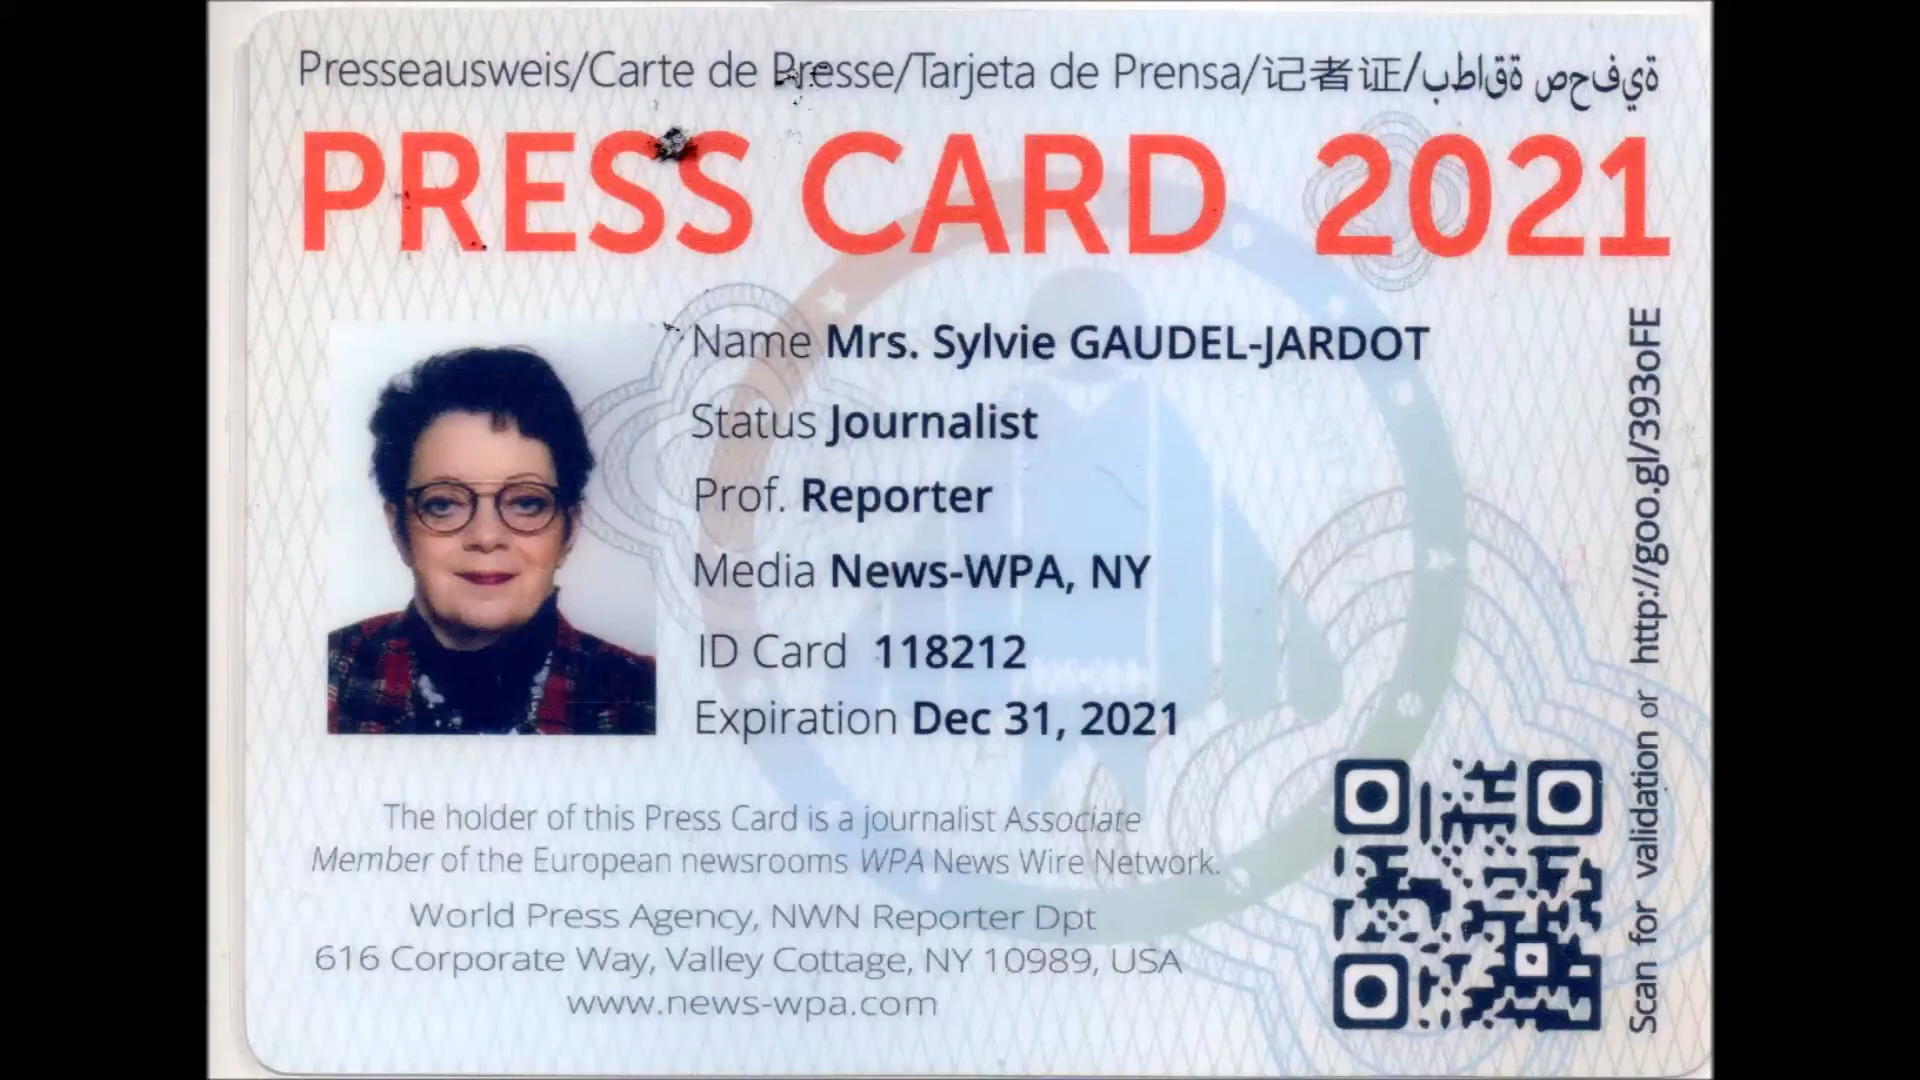 Presseausweis/Carte de Presse/Tarjeta de Prensa/记者证/ةيفحص ةقاطب
PRESS CARD 2021
Name Mrs. Sylvie GAUDEL-JARDOT
Status Journalist
Prof. Reporter
Media News-WPA, NY
ID Card 118212
Expiration Dec 31, 2021
The holder of this Press Card is a journalist Associate
Member of the European newsrooms WPA News Wire Network.
World Press Agency, NWN Reporter Dpt
616 Corporate Way, Valley Cottage, NY 10989, USA
www.news-wpa.com
Scan for validation or http://goo.gl/393oFE